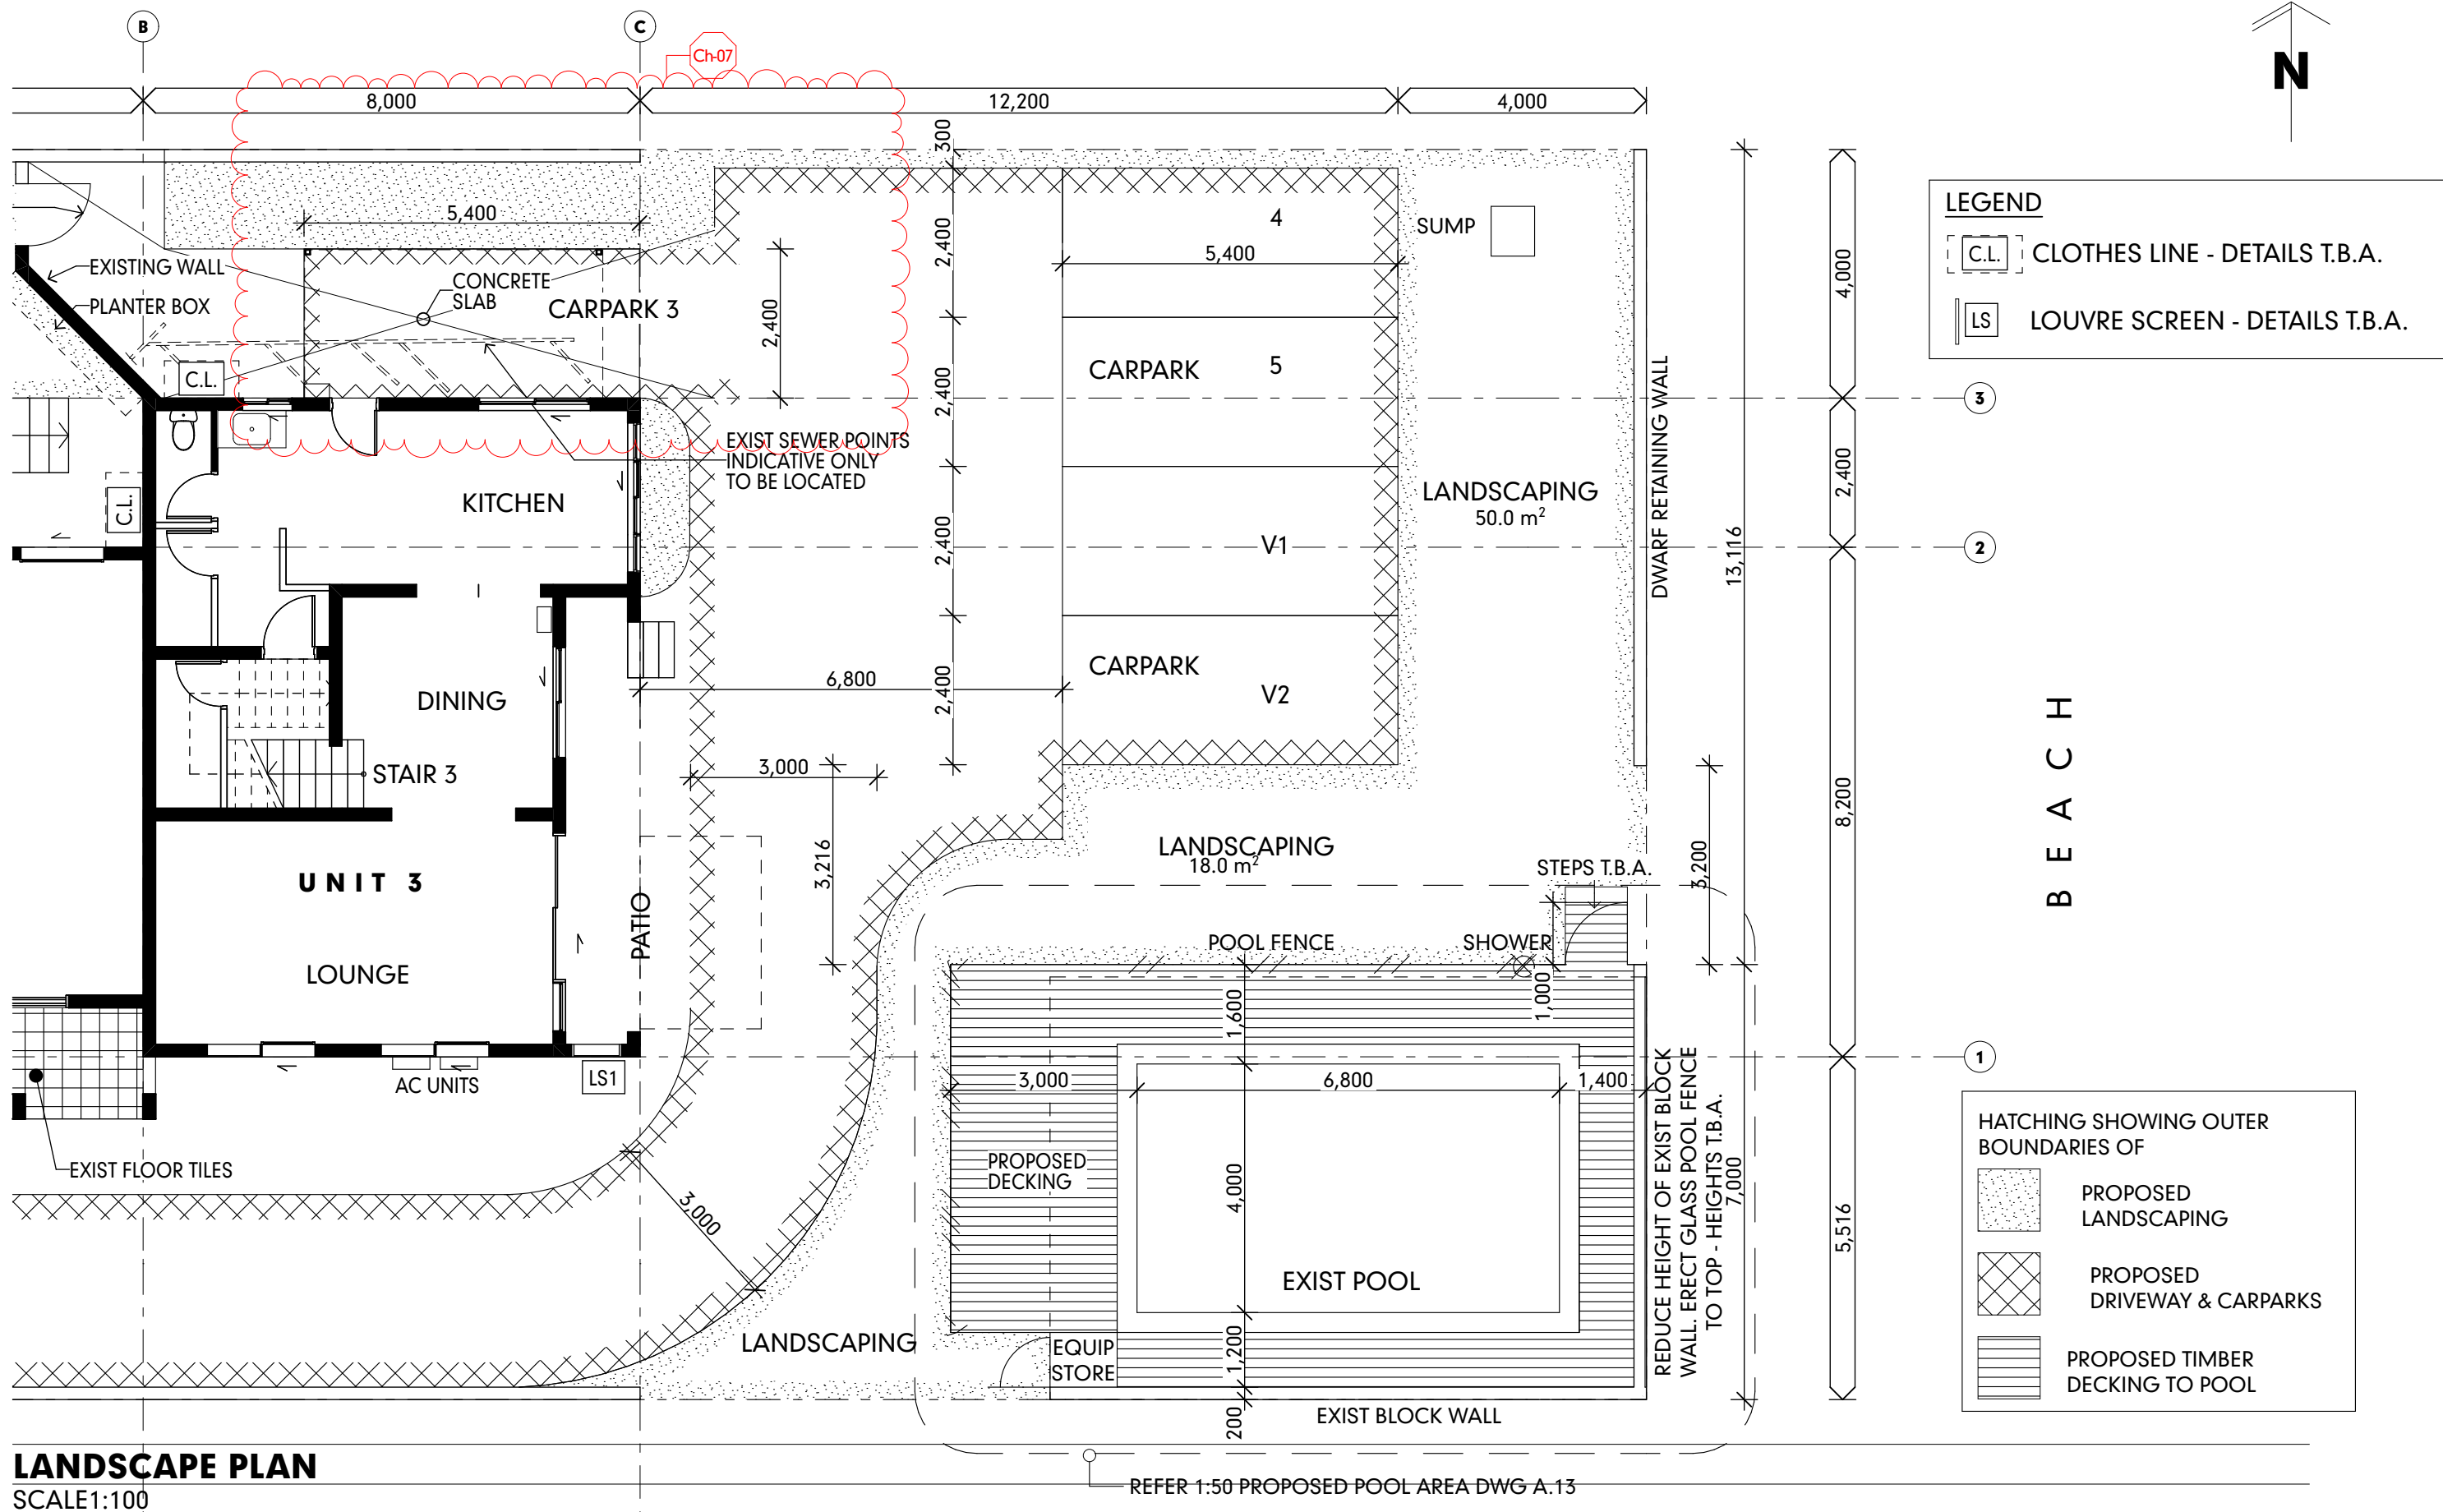 B
C
Ch-07
N
8,000
12,200
4,000
300
LEGEND
C.L.
CLOTHES LINE - DETAILS T.B.A.
LS
LOUVRE SCREEN - DETAILS T.B.A.
5,400
2,400
4
SUMP
5,400
4,000
EXISTING WALL
PLANTER BOX
CONCRETE
SLAB
CARPARK 3
2,400
C.L.
2,400
CARPARK
5
3
DWARF RETAINING WALL
EXIST SEWER POINTS
INDICATIVE ONLY
TO BE LOCATED
C.L.
KITCHEN
LANDSCAPING
50.0 m²
2,400
2,400
V1
13,116
2
CARPARK
V2
2,400
6,800
DINING
BEACH
STAIR 3
3,000
8,200
3,216
LANDSCAPING
18.0 m²
3,200
STEPS T.B.A.
UNIT 3
PATIO
POOL FENCE
SHOWER
LOUNGE
1,000
1,600
1
AC UNITS
LS1
3,000
6,800
1,400
REDUCE HEIGHT OF EXIST BLOCK
WALL. ERECT GLASS POOL FENCE
TO TOP - HEIGHTS T.B.A.
7,000
EXIST FLOOR TILES
PROPOSED
DECKING
4,000
3,000
5,516
HATCHING SHOWING OUTER
BOUNDARIES OF
PROPOSED
LANDSCAPING
PROPOSED
DRIVEWAY & CARPARKS
PROPOSED TIMBER
DECKING TO POOL
EXIST POOL
LANDSCAPING
EQUIP
STORE
1,200
200
EXIST BLOCK WALL
LANDSCAPE PLAN
SCALE1:100
REFER 1:50 PROPOSED POOL AREA DWG A.13